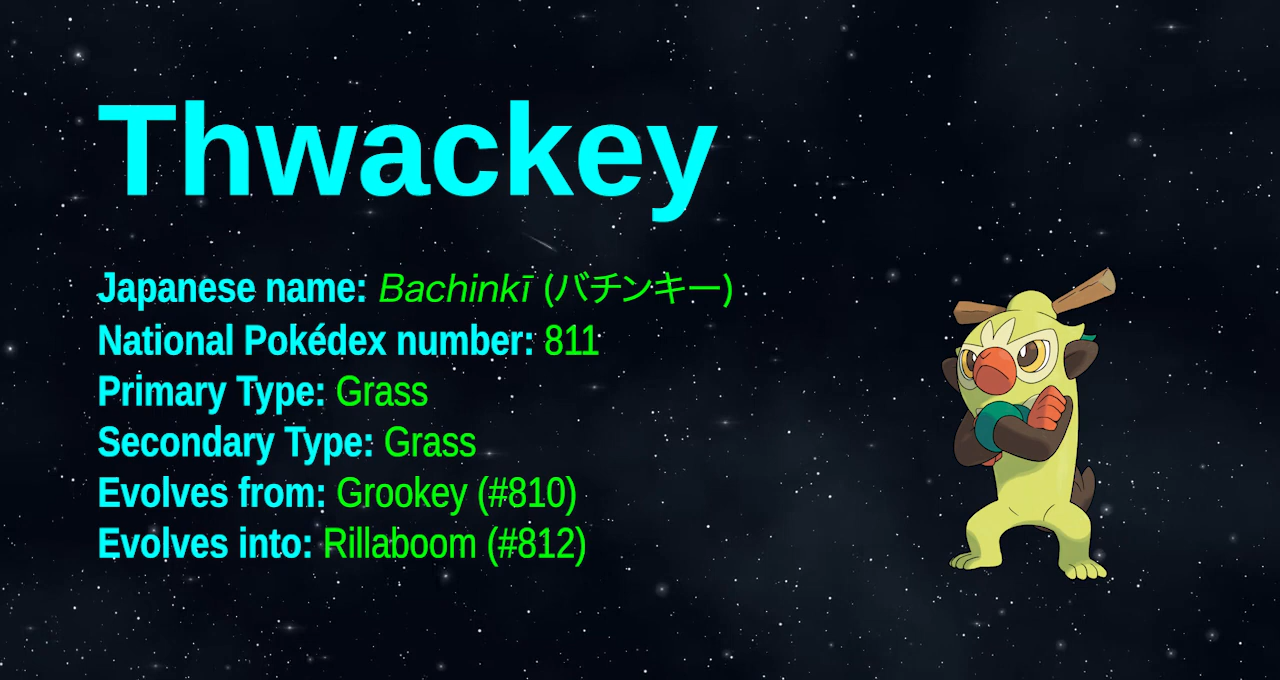 Thwackey
Japanese name: Bachinkī (バチンキー)
National Pokédex number: 811
Primary Type: Grass
Secondary Type: Grass
Evolves from: Grookey (#810)
Evolves into: Rillaboom (#812)